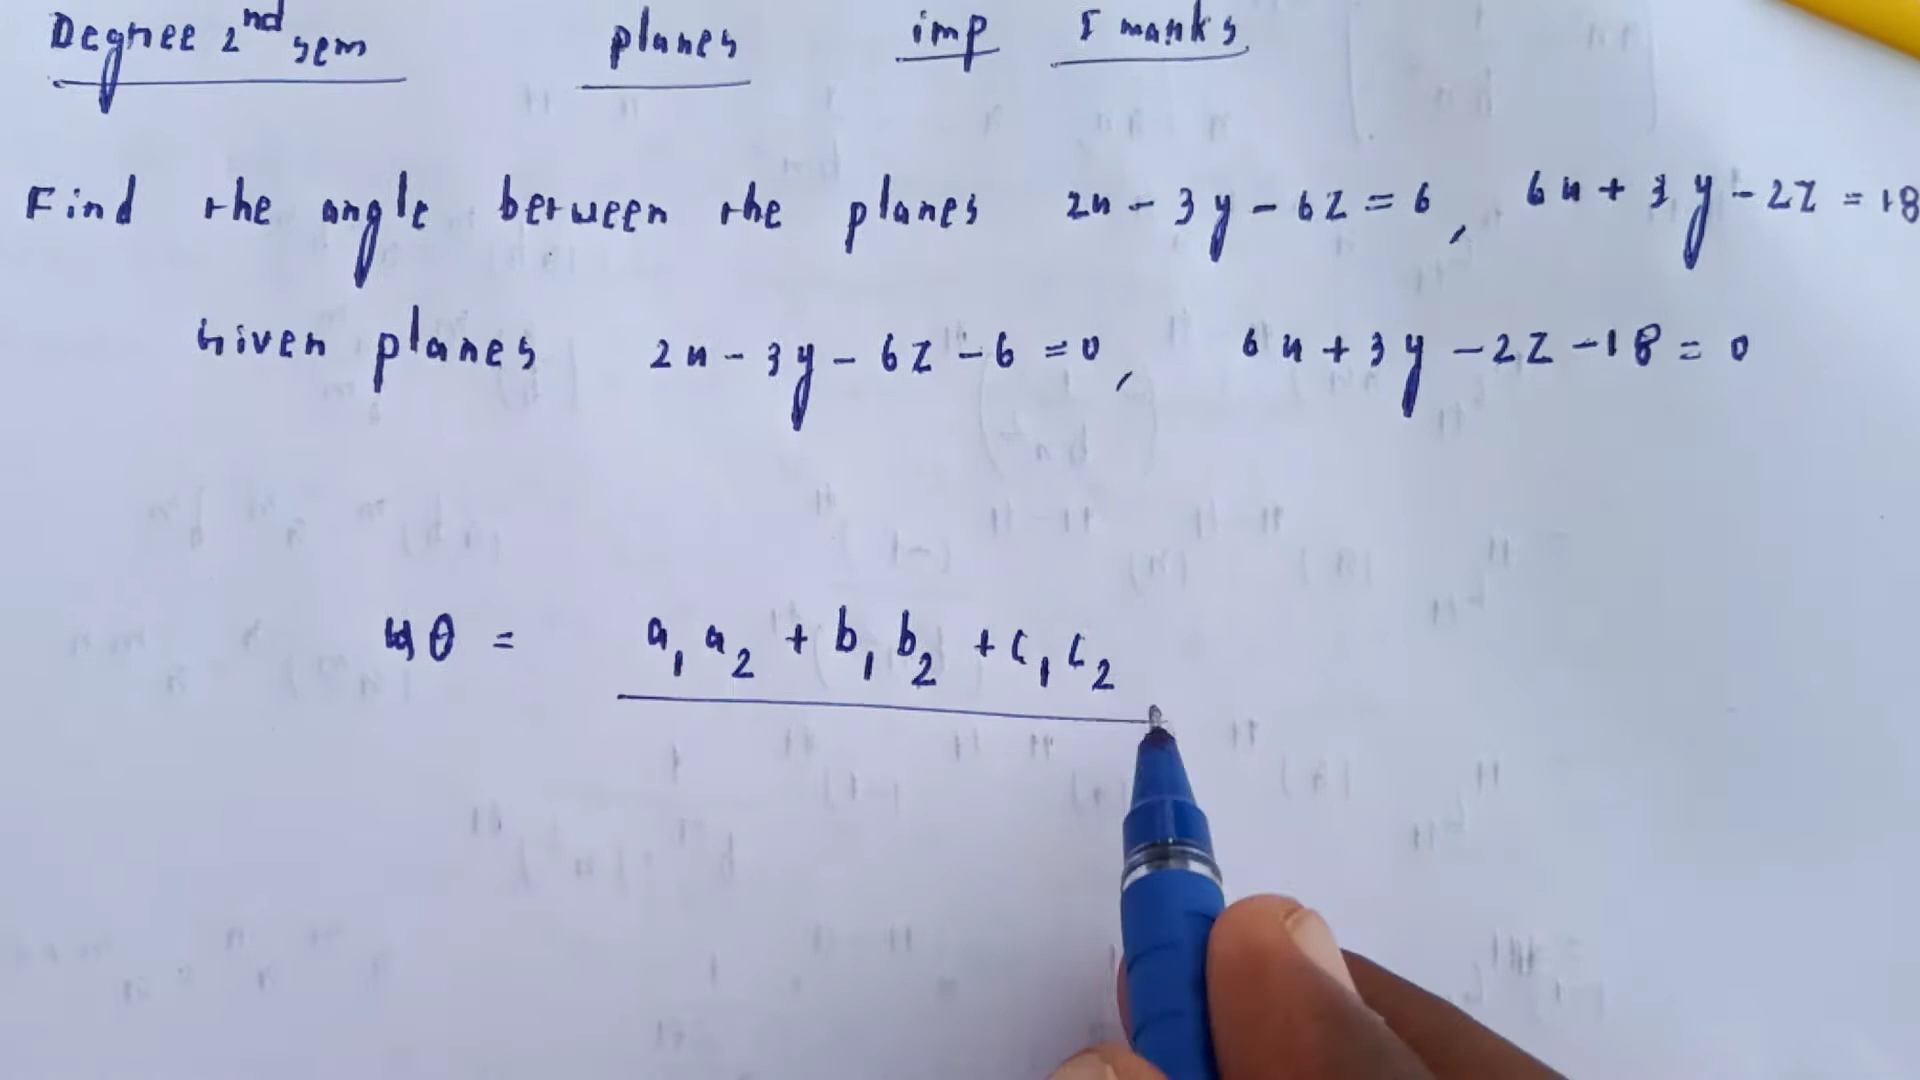 Degree 2nd sem planes imp 5 marks
Find the angle between the planes 2x - 3y - 6z = 6, 6x + 3y - 2z = 18
Given planes 2x - 3y - 6z - 6 = 0, 6x + 3y - 2z - 18 = 0
cos θ = a₁a₂ + b₁b₂ + c₁c₂